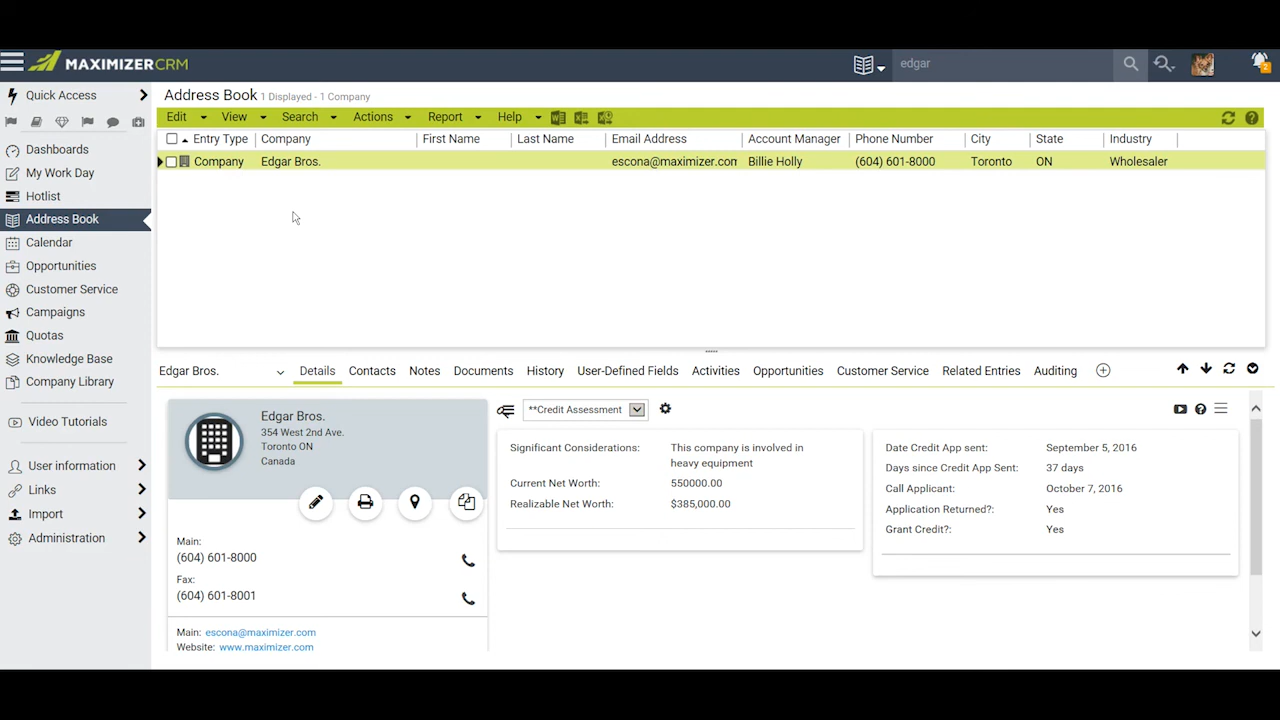 MAXIMIZERCRM
edgar
2
Quick Access
Dashboards
My Work Day
Hotlist
Address Book
Calendar
Opportunities
Customer Service
Campaigns
Quotas
Knowledge Base
Company Library
Video Tutorials
User information
Links
Import
Administration
Address Book 1 Displayed - 1 Company
Edit View Search Actions Report Help
Entry Type Company First Name Last Name Email Address Account Manager Phone Number City State Industry
Company Edgar Bros. escona@maximizer.com Billie Holly (604) 601-8000 Toronto ON Wholesaler
Edgar Bros. Details Contacts Notes Documents History User-Defined Fields Activities Opportunities Customer Service Related Entries Auditing
Edgar Bros.
354 West 2nd Ave.
Toronto ON
Canada
Main:
(604) 601-8000
Fax:
(604) 601-8001
Main: escona@maximizer.com
Website: www.maximizer.com
**Credit Assessment
Significant Considerations: This company is involved in
heavy equipment
Current Net Worth: 550000.00
Realizable Net Worth: $385,000.00
Date Credit App sent: September 5, 2016
Days since Credit App Sent: 37 days
Call Applicant: October 7, 2016
Application Returned?: Yes
Grant Credit?: Yes